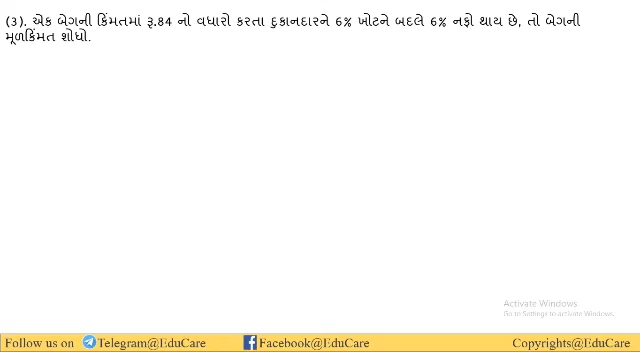 (3). એક બેગની કિંમતમાં રૂ.84 નો વધારો કરતા દુકાનદારને 6% ખોટને બદલે 6% નફો થાય છે, તો બેગની
મૂળકિંમત શોધો.
Activate Windows
Go to Settings to activate Windows.
Follow us on Telegram@EduCare Facebook@EduCare Copyrights@EduCare